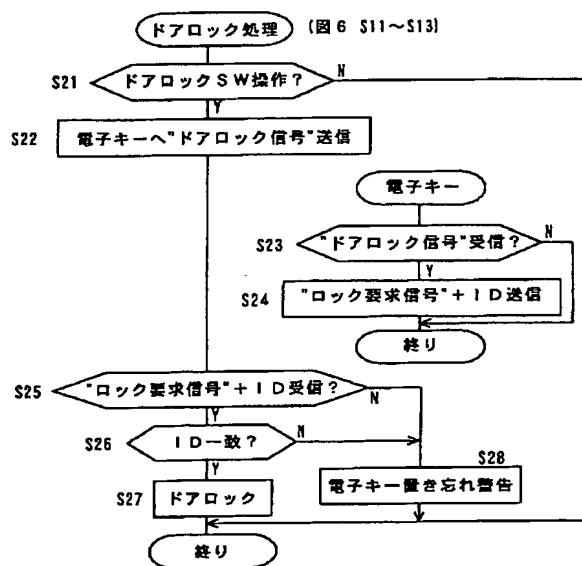 ドアロック処理 (図6 S11～S13)
S21 ドアロックSW操作? N
Y
S22 電子キーへ"ドアロック信号"送信
電子キー
S23 "ドアロック信号"受信? N
Y
S24 "ロック要求信号"+ID送信
終り
S25 "ロック要求信号"+ID受信? N
Y
S26 ID一致? N
Y
S28
S27 ドアロック 電子キー置き忘れ警告
終り